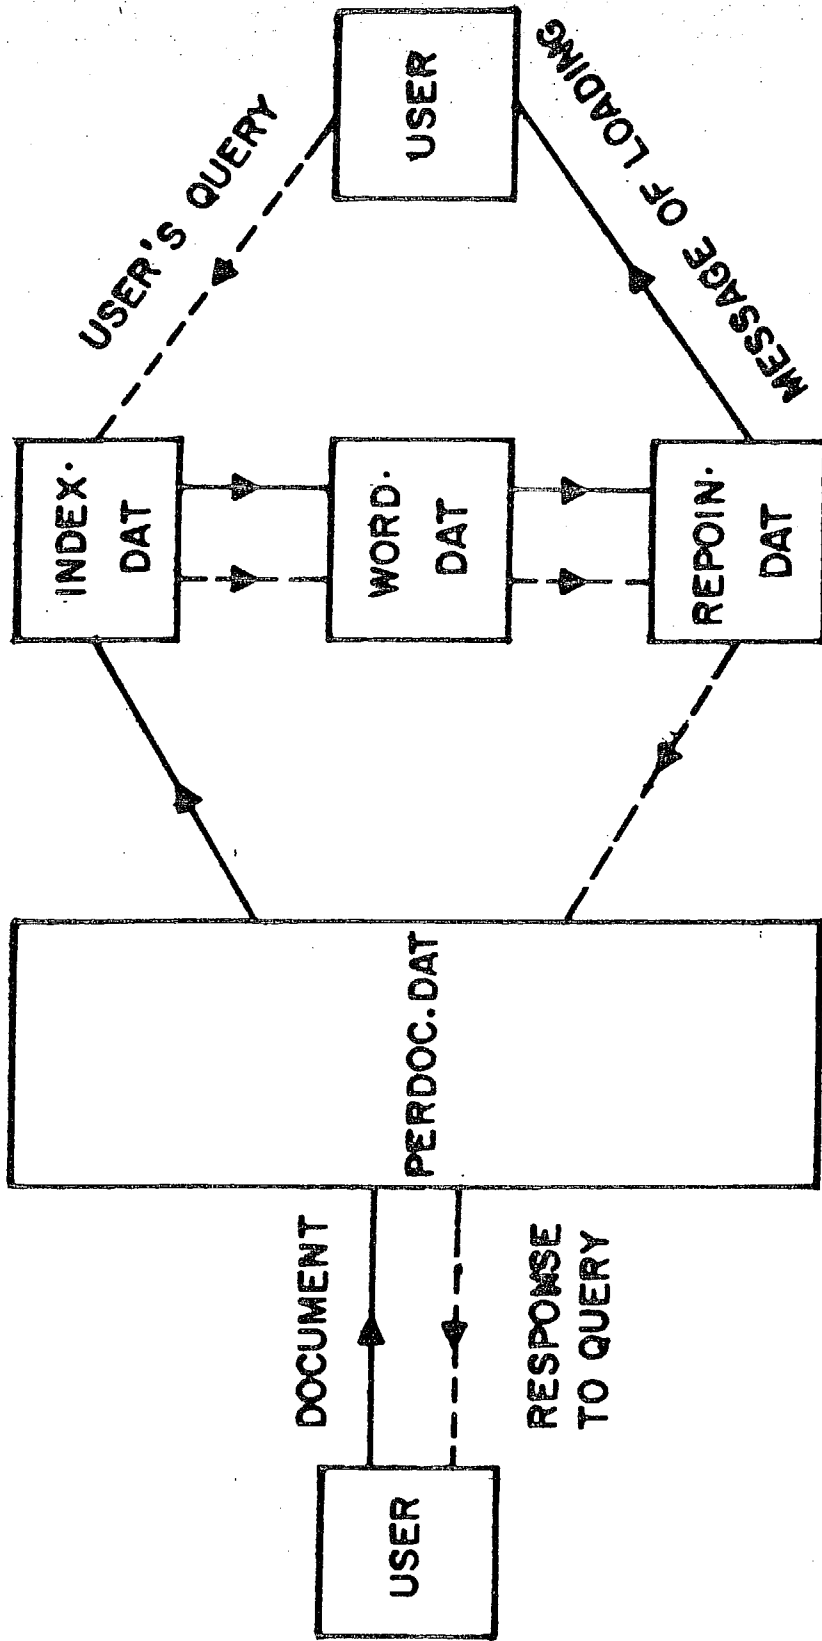 USER
DOCUMENT
RESPONSE
TO QUERY
PERDOC.DAT
INDEX.
DAT
WORD.
DAT
REPOIN.
DAT
USER'S QUERY
MESSAGE OF LOADING
USER